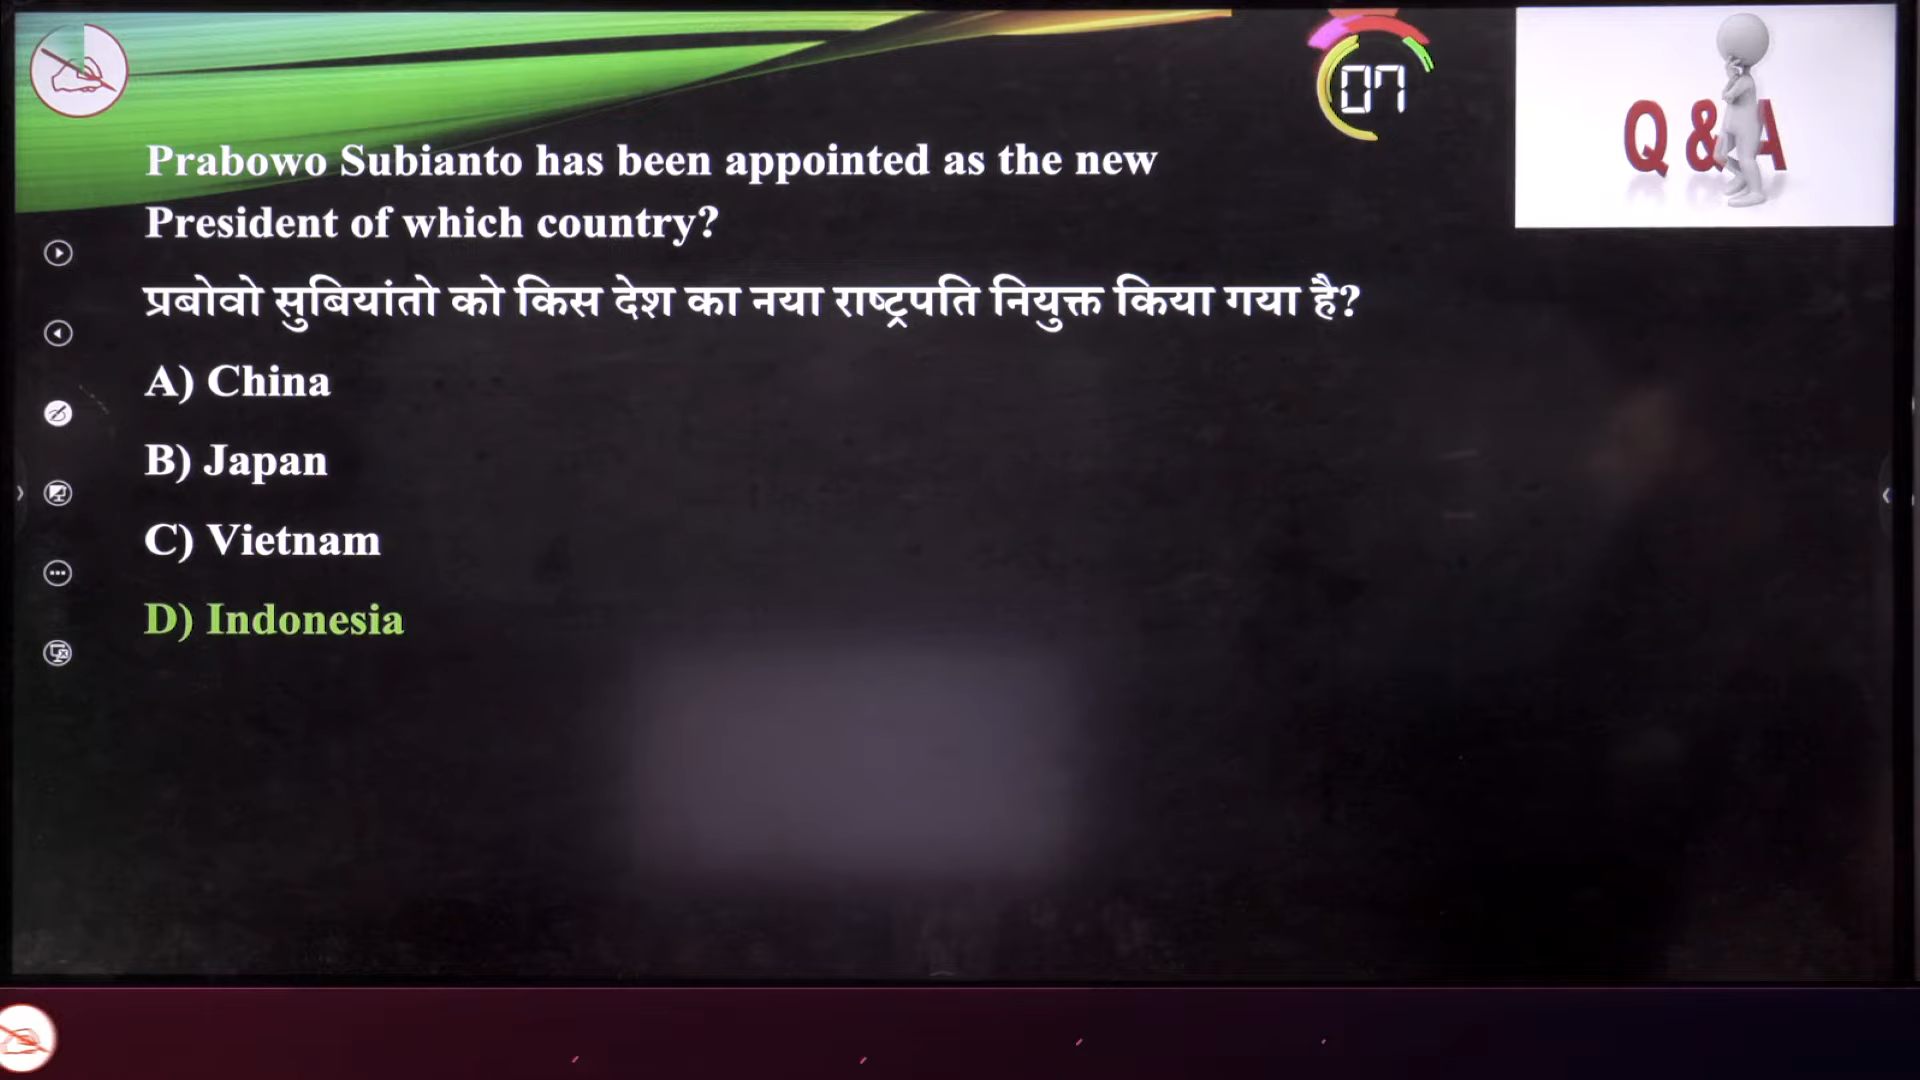 07
Q & A
Prabowo Subianto has been appointed as the new
President of which country?
प्रबोवो सुबियांतो को किस देश का नया राष्ट्रपति नियुक्त किया गया है?
A) China
B) Japan
C) Vietnam
D) Indonesia